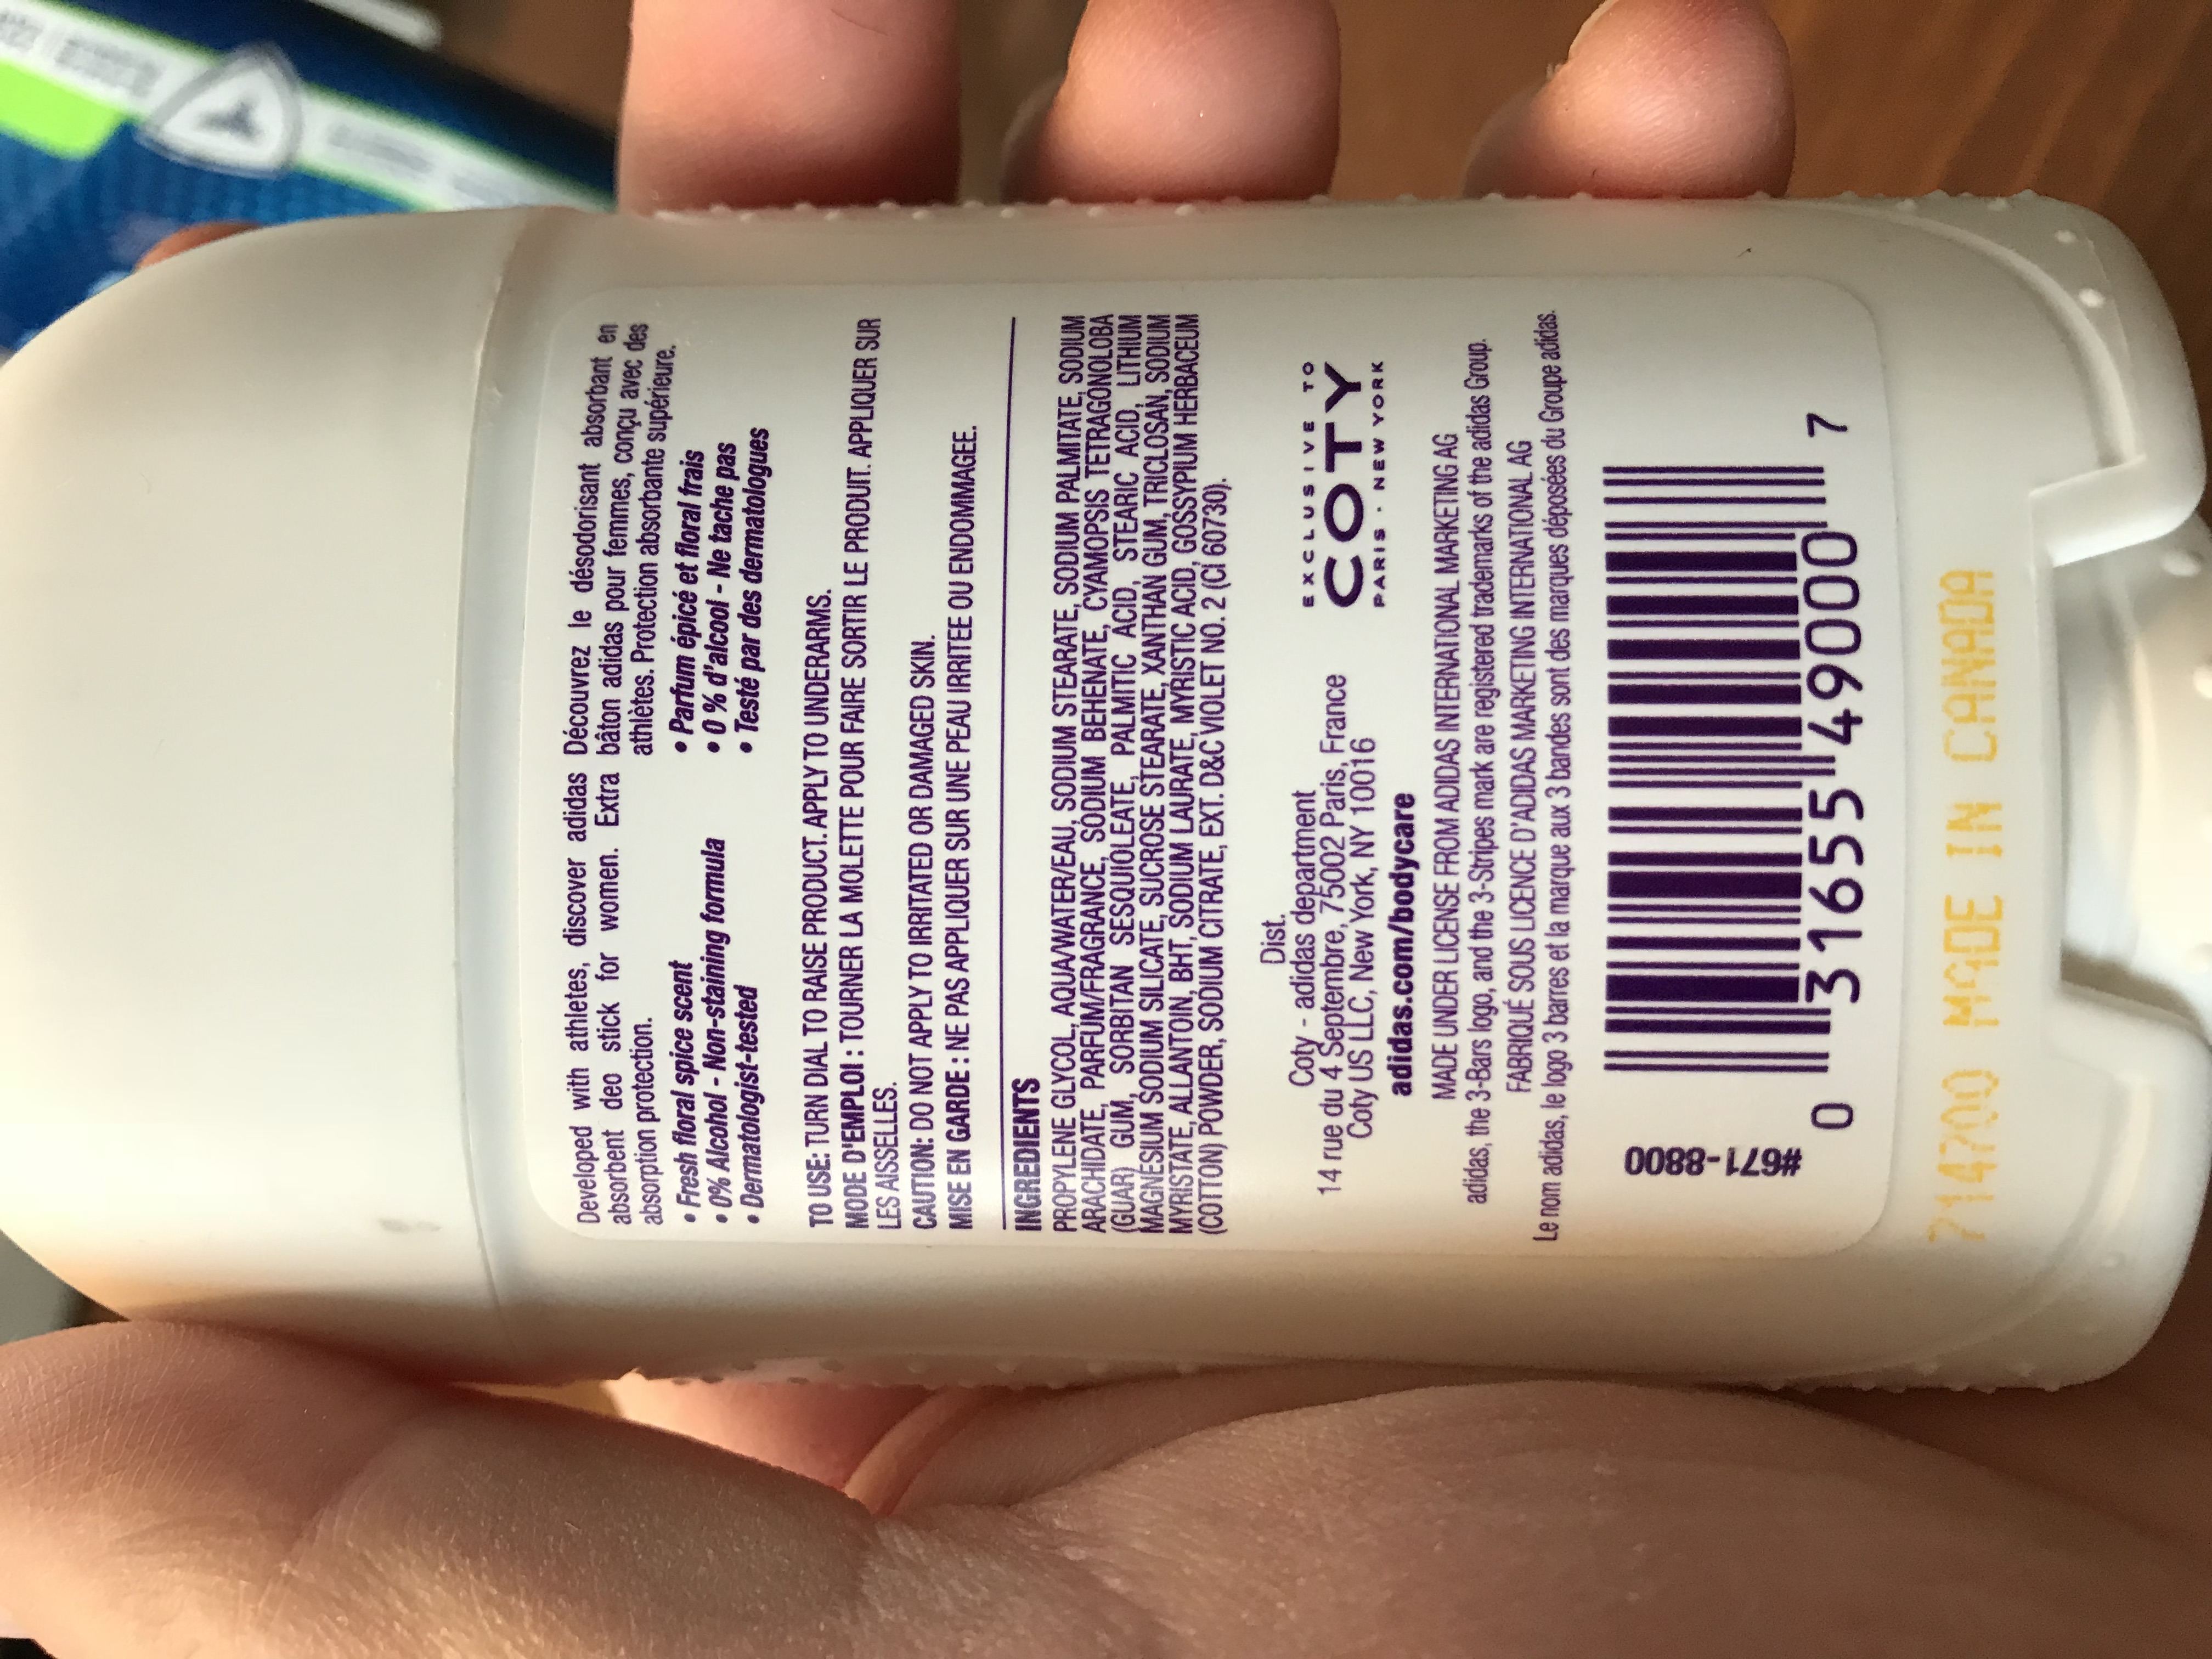 Developed with athletes, discover adidas
absorbent deo stick for women. Extra
absorption protection.
• Fresh floral spice scent
• 0% Alcohol - Non-staining formula
• Dermatologist-tested
Découvrez le désodorisant absorbant en
bâton adidas pour femmes, conçu avec des
athlètes. Protection absorbante supérieure.
• Parfum épicé et floral frais
• 0 % d'alcool - Ne tache pas
• Testé par des dermatologues
TO USE: TURN DIAL TO RAISE PRODUCT. APPLY TO UNDERARMS.
MODE D'EMPLOI : TOURNER LA MOLETTE POUR FAIRE SORTIR LE PRODUIT. APPLIQUER SUR
LES AISSELLES.
CAUTION: DO NOT APPLY TO IRRITATED OR DAMAGED SKIN.
MISE EN GARDE : NE PAS APPLIQUER SUR UNE PEAU IRRITEE OU ENDOMMAGEE.
INGREDIENTS
PROPYLENE GLYCOL, AQUA/WATER/EAU, SODIUM STEARATE, SODIUM PALMITATE, SODIUM
ARACHIDATE, PARFUM/FRAGRANCE, SODIUM BEHENATE, CYAMOPSIS TETRAGONOLOBA
(GUAR) GUM, SORBITAN SESQUIOLEATE, PALMITIC ACID, STEARIC ACID, LITHIUM
MAGNESIUM SODIUM SILICATE, SUCROSE STEARATE, XANTHAN GUM, TRICLOSAN, SODIUM
MYRISTATE, ALLANTOIN, BHT, SODIUM LAURATE, MYRISTIC ACID, GOSSYPIUM HERBACEUM
(COTTON) POWDER, SODIUM CITRATE, EXT. D&C VIOLET NO. 2 (CI 60730).
Dist.
Coty - adidas department
14 rue du 4 Septembre, 75002 Paris, France
Coty US LLC, New York, NY 10016
adidas.com/bodycare
EXCLUSIVE TO
COTY
PARIS · NEW YORK
MADE UNDER LICENSE FROM ADIDAS INTERNATIONAL MARKETING AG
adidas, the 3-Bars logo, and the 3-Stripes mark are registered trademarks of the adidas Group.
FABRIQUÉ SOUS LICENCE D'ADIDAS MARKETING INTERNATIONAL AG
Le nom adidas, le logo 3 barres et la marque aux 3 bandes sont des marques déposées du Groupe adidas.
#671-8800
0 31655 49000 7
MADE IN CANADA